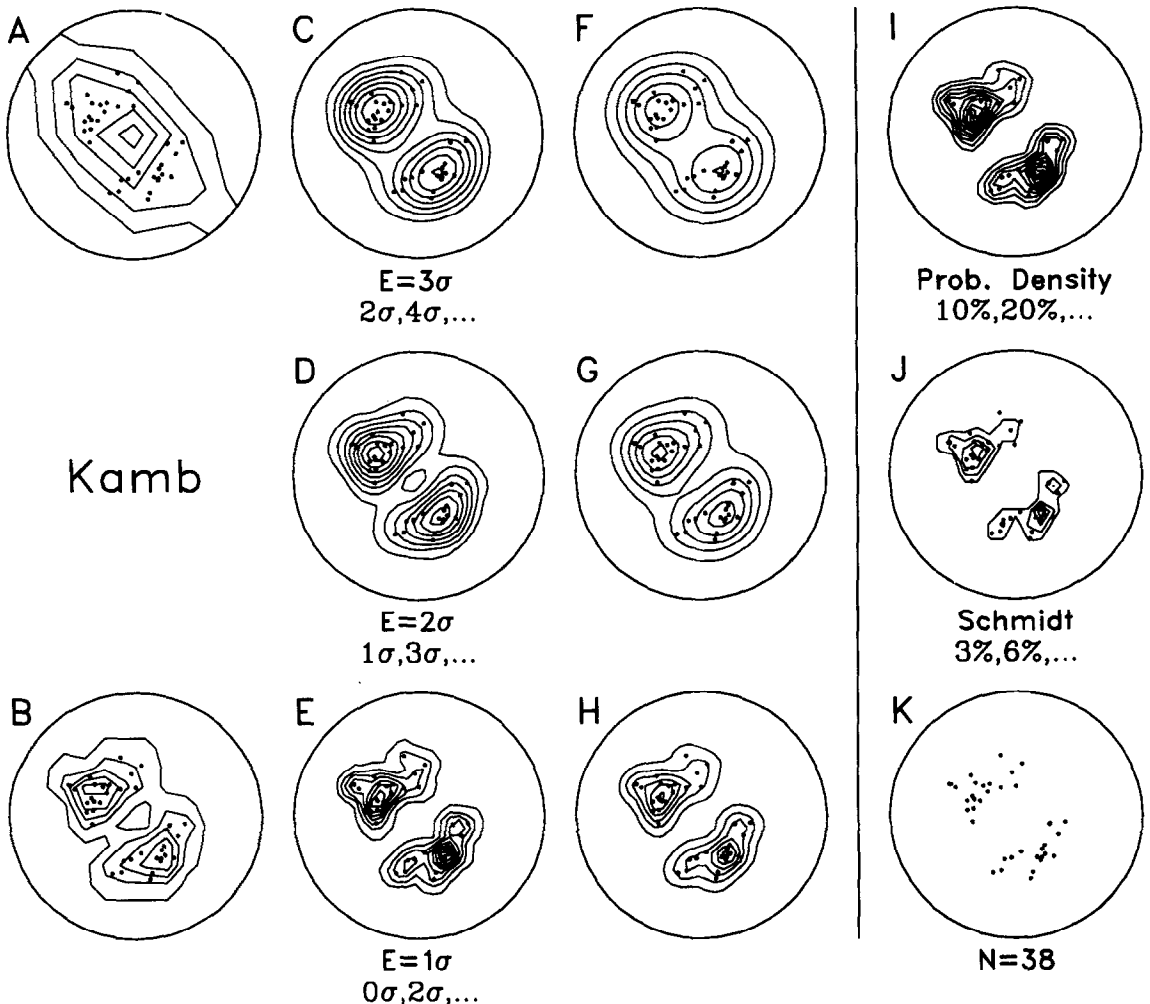 A
C
F
I
E=3σ
2σ,4σ,...
Prob. Density
10%,20%,...
D
G
J
Kamb
E=2σ
1σ,3σ,...
Schmidt
3%,6%,...
B
E
H
K
E=1σ
0σ,2σ,...
N=38